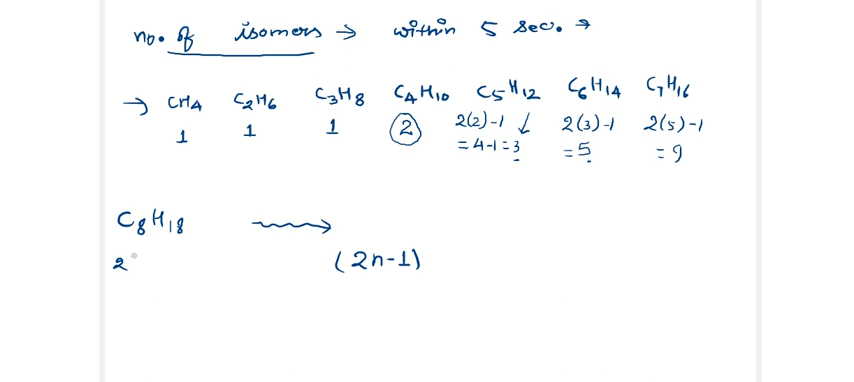 no. of isomers → within 5 sec. →
→ CH4 C2H6 C3H8 C4H10 C5H12 C6H14 C7H16
1 1 1 2 2(2)-1 ↓ 2(3)-1 2(5)-1
=4-1=3 =5 =9
C8H18 ⟿
2 (2n-1)